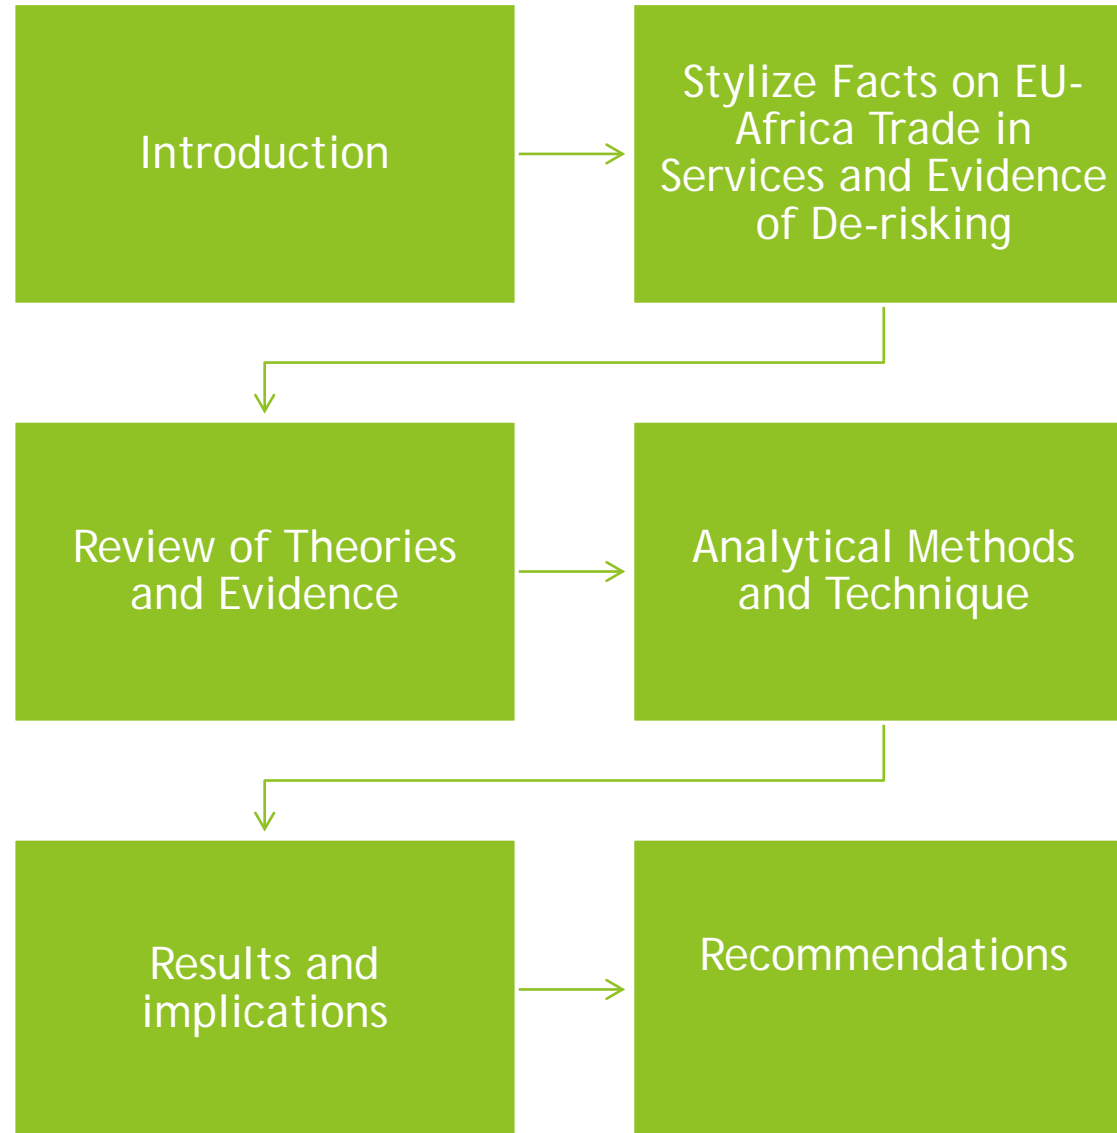 Introduction
Stylize Facts on EU-
Africa Trade in
Services and Evidence
of De-risking
Review of Theories
and Evidence
Analytical Methods
and Technique
Results and
implications
Recommendations